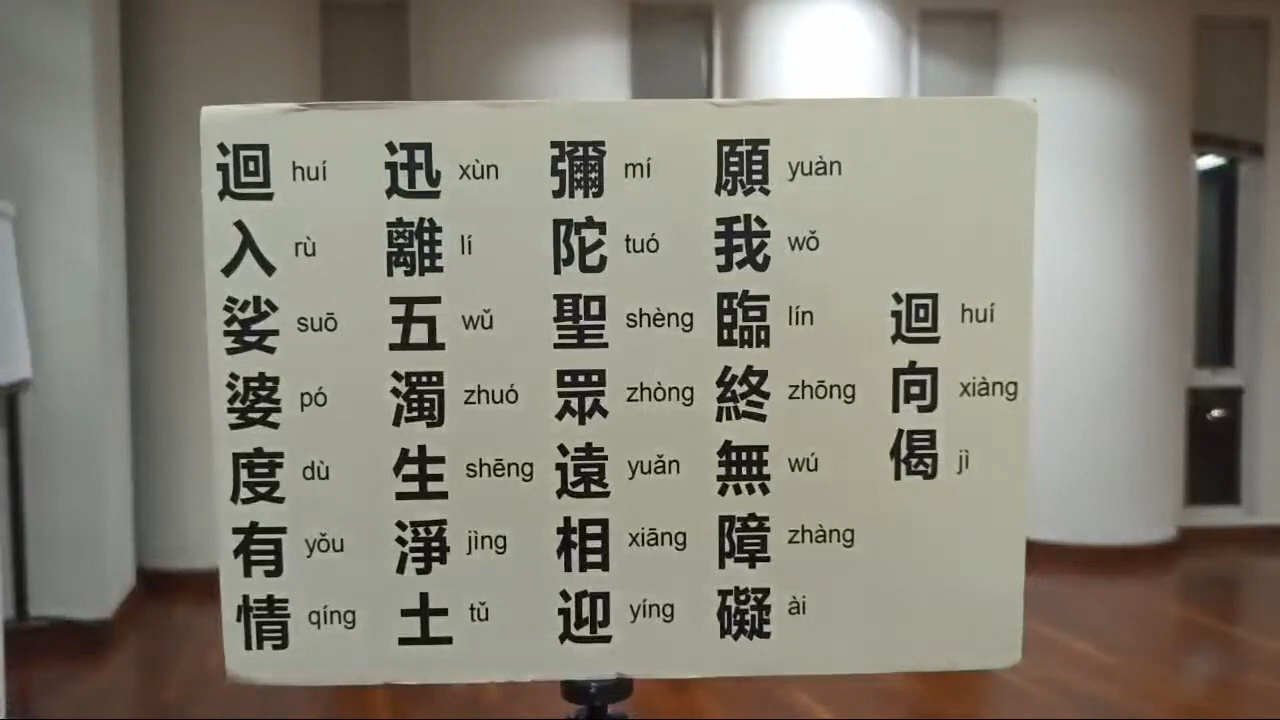 迴 huí 向 xiàng 偈 jì
願 yuàn 我 wǒ 臨 lín 終 zhōng 無 wú 障 zhàng 礙 ài
彌 mí 陀 tuó 聖 shèng 眾 zhòng 遠 yuǎn 相 xiāng 迎 yíng
迅 xùn 離 lí 五 wǔ 濁 zhuó 生 shēng 淨 jìng 土 tǔ
迴 huí 入 rù 娑 suō 婆 pó 度 dù 有 yǒu 情 qíng